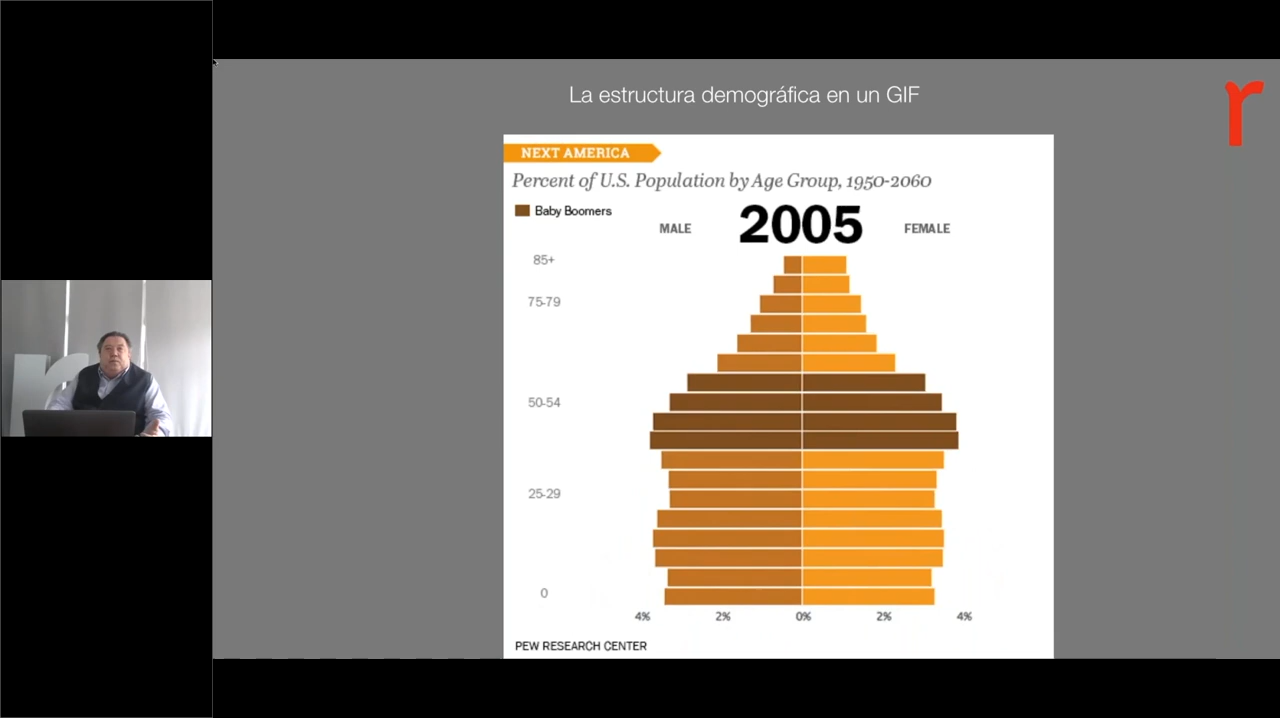 La estructura demográfica en un GIF
r
NEXT AMERICA
Percent of U.S. Population by Age Group, 1950-2060
Baby Boomers
MALE 2005 FEMALE
85+
75-79
50-54
25-29
0
4% 2% 0% 2% 4%
PEW RESEARCH CENTER
r